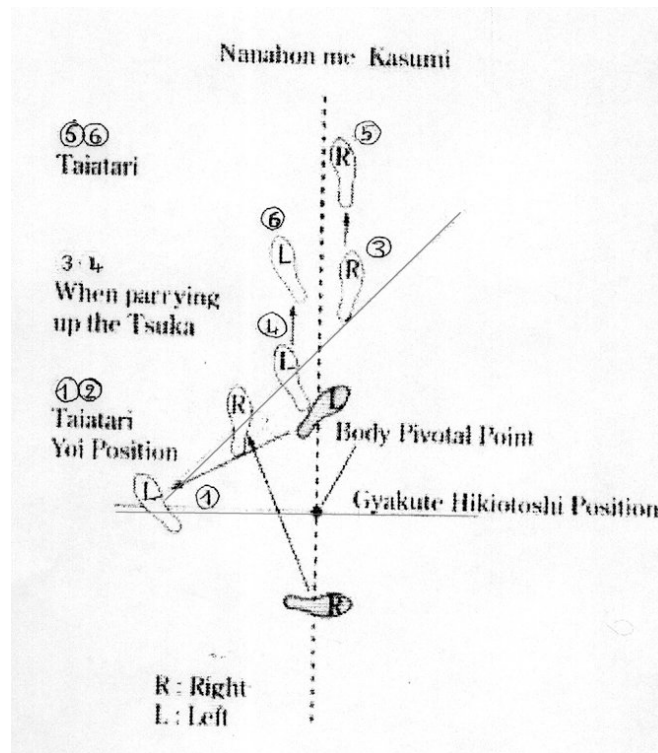 Nanahon me Kasumi
⑤⑥
Taiatari
⑤
R
⑥
L
③
R
3·4
When parrying
up the Tsuka
④
L
①②
Taiatari
Yoi Position
R
L
Body Pivotal Point
L
①
Gyakute Hikiotoshi Position
R
R : Right
L : Left